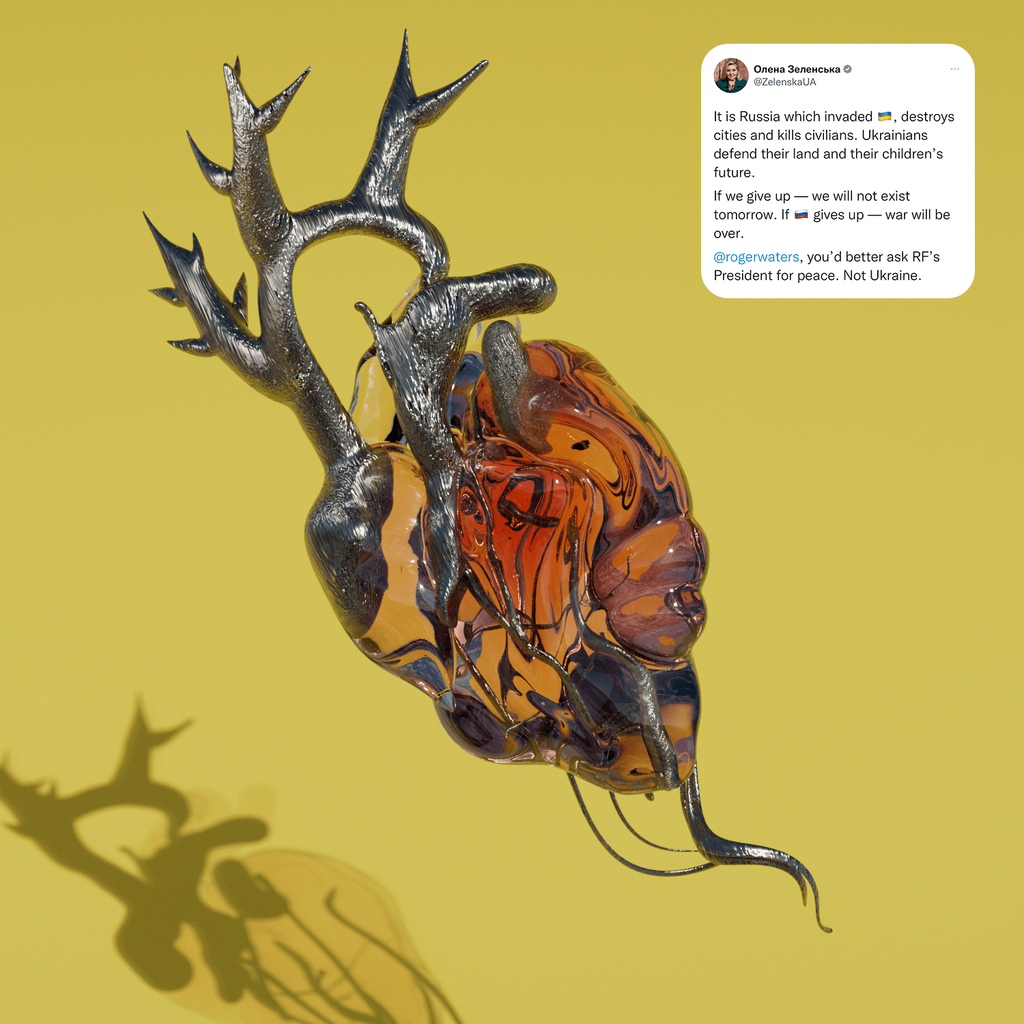 Олена Зеленська
@ZelenskaUA
It is Russia which invaded 🇺🇦, destroys
cities and kills civilians. Ukrainians
defend their land and their children's
future.
If we give up — we will not exist
tomorrow. If 🇷🇺 gives up — war will be
over.
@rogerwaters, you'd better ask RF's
President for peace. Not Ukraine.